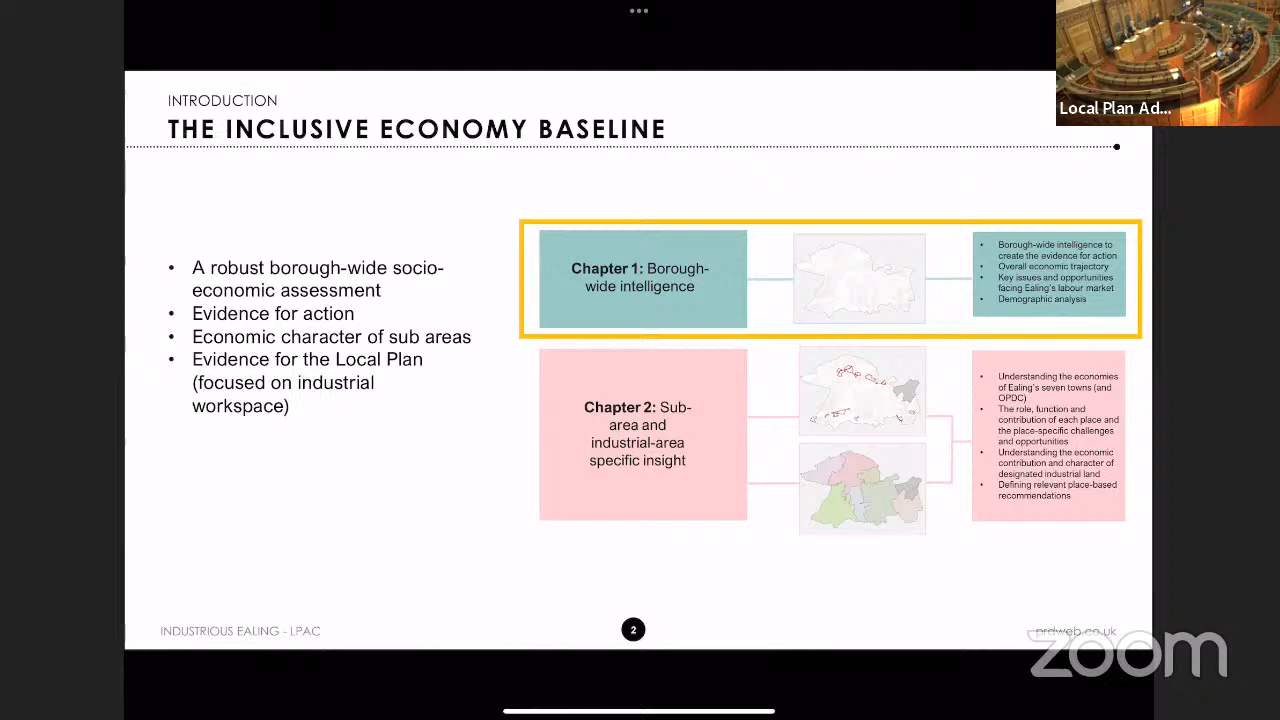 Local Plan Ad...
INTRODUCTION
THE INCLUSIVE ECONOMY BASELINE
• A robust borough-wide socio-
economic assessment
• Evidence for action
• Economic character of sub areas
• Evidence for the Local Plan
(focused on industrial
workspace)
Chapter 1: Borough-
wide intelligence
• Borough-wide intelligence to
create the evidence for action
• Overall economic trajectory
• Key issues and opportunities
facing Ealing's labour market
• Demographic analysis
Chapter 2: Sub-
area and
industrial-area
specific insight
• Understanding the economies
of Ealing's seven towns (and
OPDC)
• The role, function and
contribution of each place and
the place-specific challenges
and opportunities
• Understanding the economic
contribution and character of
designated industrial land
• Defining relevant place-based
recommendations
INDUSTRIOUS EALING - LPAC
2
prdweb.co.uk
zoom